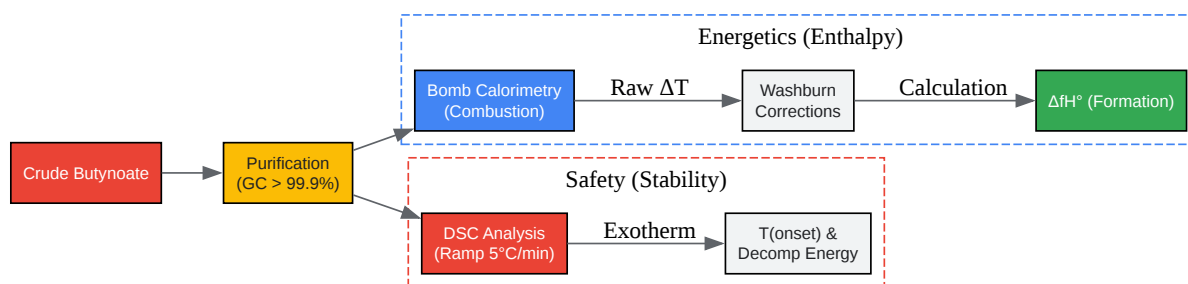 Energetics (Enthalpy)
Bomb Calorimetry
(Combustion)
Raw ΔT
Washburn
Corrections
Calculation
ΔfH° (Formation)
Crude Butynoate
Purification
(GC > 99.9%)
Safety (Stability)
DSC Analysis
(Ramp 5°C/min)
Exotherm
T(onset) &
Decomp Energy